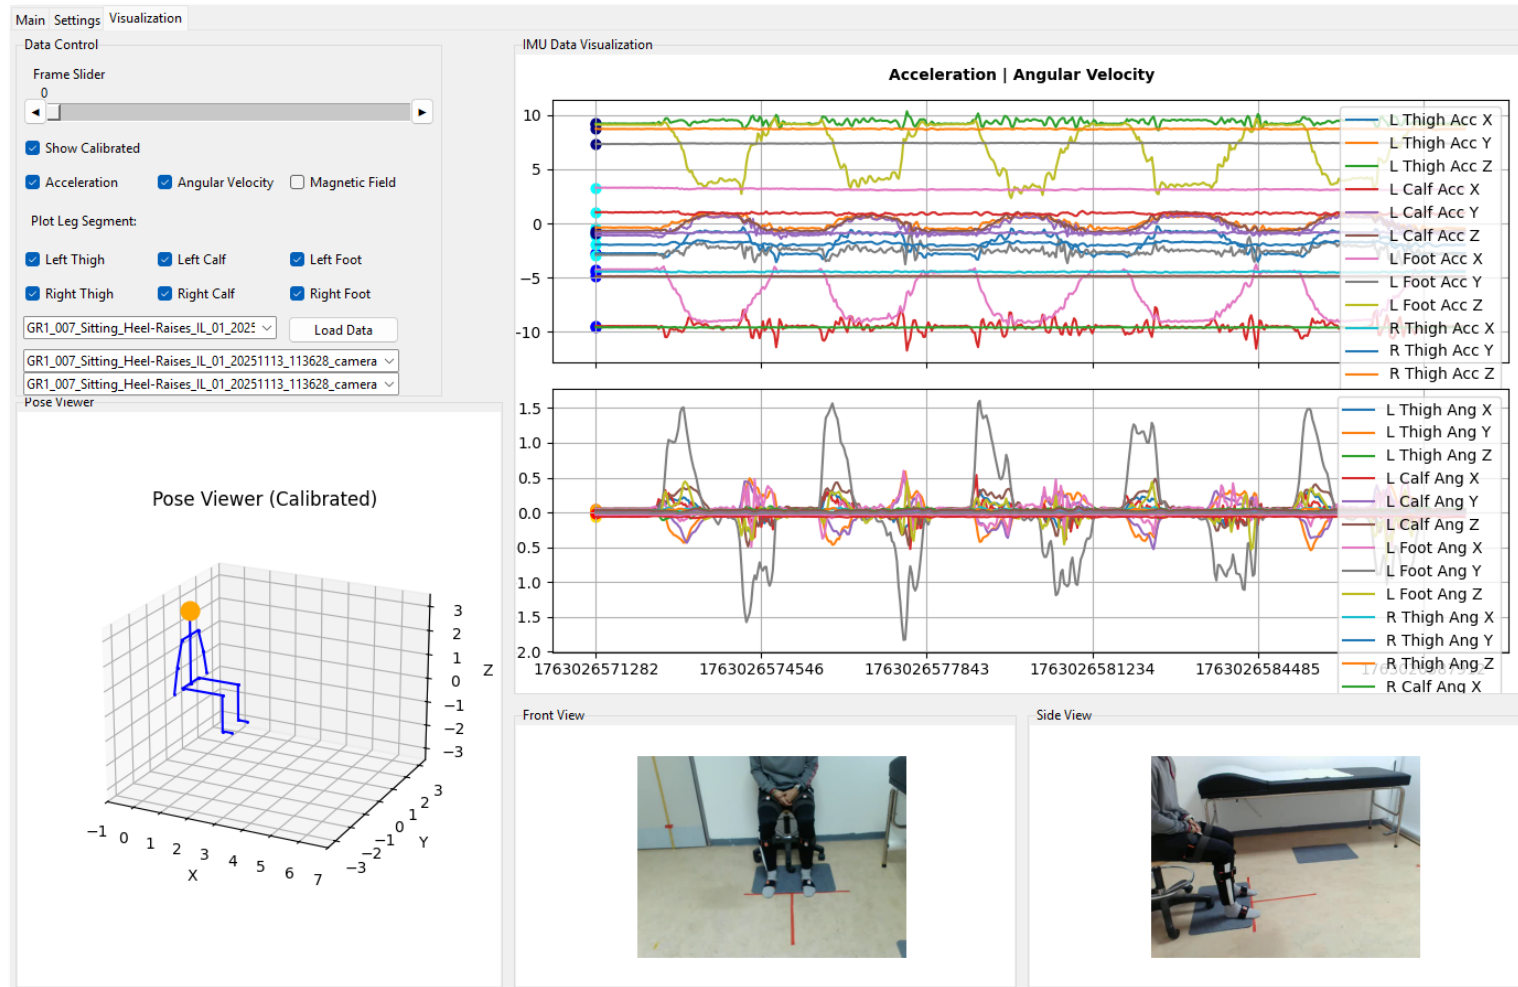 Main Settings Visualization
Data Control
Frame Slider
0
Show Calibrated
Acceleration Angular Velocity Magnetic Field
Plot Leg Segment:
Left Thigh Left Calf Left Foot
Right Thigh Right Calf Right Foot
GR1_007_Sitting_Heel-Raises_IL_01_202 Load Data
GR1_007_Sitting_Heel-Raises_IL_01_20251113_113628_camera
GR1_007_Sitting_Heel-Raises_IL_01_20251113_113628_camera
Pose Viewer
Pose Viewer (Calibrated)
3
2
1
0
−1
−2
−3
Z
3
2
1
0
−1
−2
−3
Y
−1 0 1 2 3 4 5 6 7
X
IMU Data Visualization
Acceleration | Angular Velocity
10
5
0
−5
−10
L Thigh Acc X
L Thigh Acc Y
L Thigh Acc Z
L Calf Acc X
L Calf Acc Y
L Calf Acc Z
L Foot Acc X
L Foot Acc Y
L Foot Acc Z
R Thigh Acc X
R Thigh Acc Y
R Thigh Acc Z
1.5
1.0
0.5
0.0
0.5
1.0
1.5
2.0
L Thigh Ang X
L Thigh Ang Y
L Thigh Ang Z
L Calf Ang X
L Calf Ang Y
L Calf Ang Z
L Foot Ang X
L Foot Ang Y
L Foot Ang Z
R Thigh Ang X
R Thigh Ang Y
R Thigh Ang Z
R Calf Ang X
1763026571282 1763026574546 1763026577843 1763026581234 1763026584485
Front View
Side View